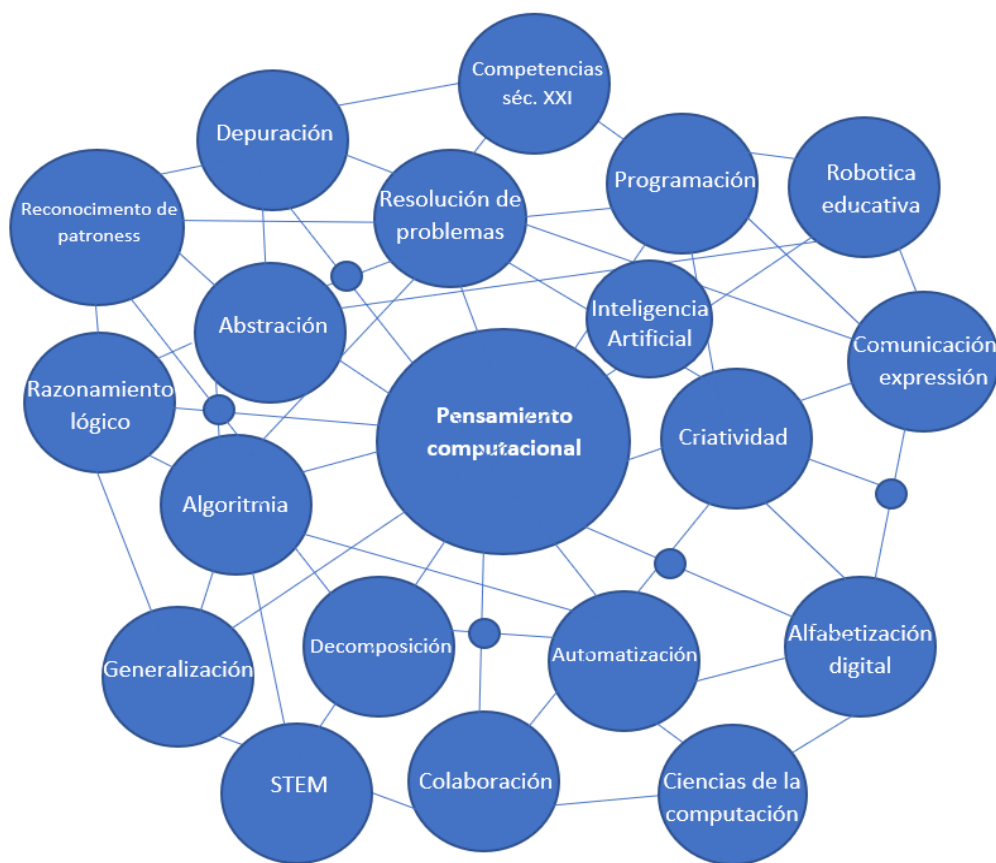 Competencias
séc. XXI
Depuración
Programación
Robotica
educativa
Resolución de
problemas
Reconocimento de
patroness
Inteligencia
Artificial
Abstración
Comunicación
expressión
Razonamiento
lógico
Pensamiento
computacional
Criatividad
Algoritmia
Decomposición
Automatización
Alfabetización
digital
Generalización
STEM
Colaboración
Ciencias de la
computación